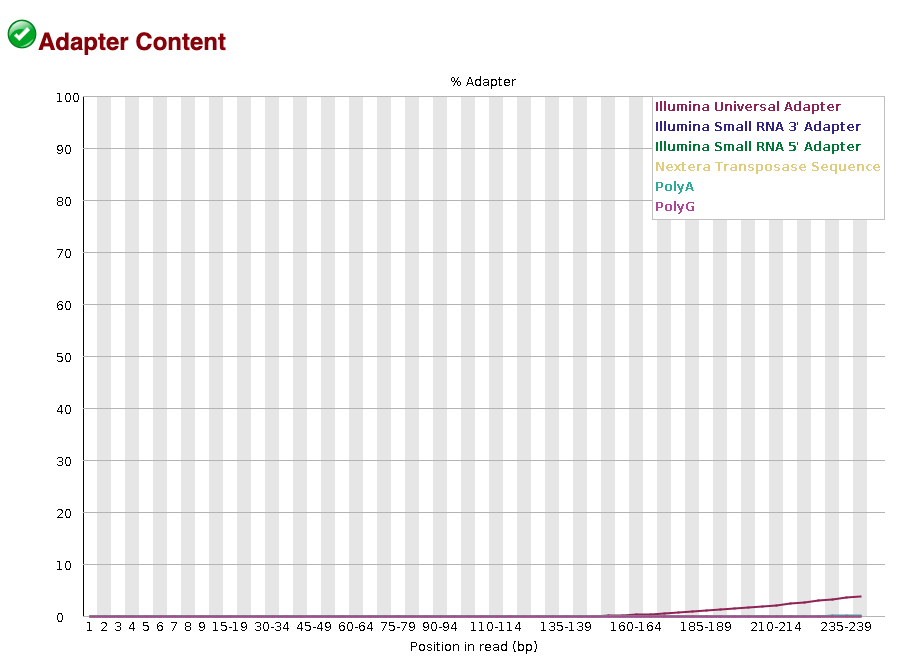 Adapter Content
% Adapter
100
90
80
70
60
50
40
30
20
10
0
Illumina Universal Adapter
Illumina Small RNA 3' Adapter
Illumina Small RNA 5' Adapter
Nextera Transposase Sequence
PolyA
PolyG
1 2 3 4 5 6 7 8 9 15-19 30-34 45-49 60-64 75-79 90-94 110-114 135-139 160-164 185-189 210-214 235-239
Position in read (bp)